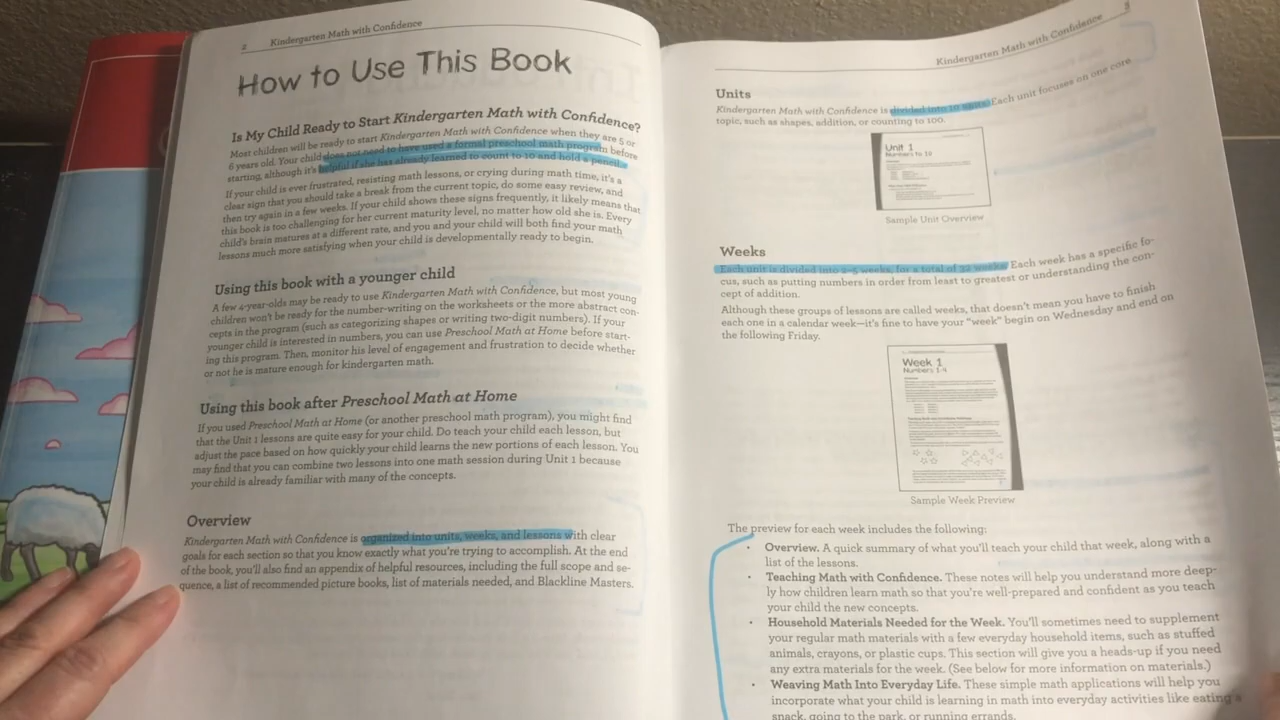 2 Kindergarten Math with Confidence
How to Use This Book
Is My Child Ready to Start Kindergarten Math with Confidence?
Most children will be ready to start Kindergarten Math with Confidence when they are 5 or
6 years old. Your child does not need to have used a formal preschool math program before
starting, although it's helpful if she has already learned to count to 10 and hold a pencil.
If your child is ever frustrated, resisting math lessons, or crying during math time, it's a
clear sign that you should take a break from the current topic, do some easy review, and
then try again in a few weeks. If your child shows these signs frequently, it likely means that
this book is too challenging for her current maturity level, no matter how old she is. Every
child's brain matures at a different rate, and you and your child will both find your math
lessons much more satisfying when your child is developmentally ready to begin.
Using this book with a younger child
A few 4-year-olds may be ready to use Kindergarten Math with Confidence, but most young
children won't be ready for the number-writing on the worksheets or the more abstract con-
cepts in the program (such as categorizing shapes or writing two-digit numbers). If your
younger child is interested in numbers, you can use Preschool Math at Home before start-
ing this program. Then, monitor his level of engagement and frustration to decide whether
or not he is mature enough for kindergarten math.
Using this book after Preschool Math at Home
If you used Preschool Math at Home (or another preschool math program), you might find
that the Unit 1 lessons are quite easy for your child. Do teach your child each lesson, but
adjust the pace based on how quickly your child learns the new portions of each lesson. You
may find that you can combine two lessons into one math session during Unit 1 because
your child is already familiar with many of the concepts.
Overview
Kindergarten Math with Confidence is organized into units, weeks, and lessons with clear
goals for each section so that you know exactly what you're trying to accomplish. At the end
of the book, you'll also find an appendix of helpful resources, including the full scope and se-
quence, a list of recommended picture books, list of materials needed, and Blackline Masters.
Kindergarten Math with Confidence
Units
Kindergarten Math with Confidence is divided into 10 units. Each unit focuses on one core
topic, such as shapes, addition, or counting to 100.
Unit 1
Numbers to 10
Sample Unit Overview
Weeks
Each unit is divided into 2–5 weeks, for a total of 32 weeks. Each week has a specific fo-
cus, such as putting numbers in order from least to greatest or understanding the con-
cept of addition.
Although these groups of lessons are called weeks, that doesn't mean you have to finish
each one in a calendar week—it's fine to have your "week" begin on Wednesday and end on
the following Friday.
Week 1
Numbers 1-4
Sample Week Preview
The preview for each week includes the following:
• Overview. A quick summary of what you'll teach your child that week, along with a
list of the lessons.
• Teaching Math with Confidence. These notes will help you understand more deep-
ly how children learn math so that you're well-prepared and confident as you teach
your child the new concepts.
• Household Materials Needed for the Week. You'll sometimes need to supplement
your regular math materials with a few everyday household items, such as stuffed
animals, crayons, or plastic cups. This section will give you a heads-up if you need
any extra materials for the week. (See below for more information on materials.)
• Weaving Math Into Everyday Life. These simple math applications will help you
incorporate what your child is learning in math into everyday activities like eating a
snack, going to the park, or running errands.